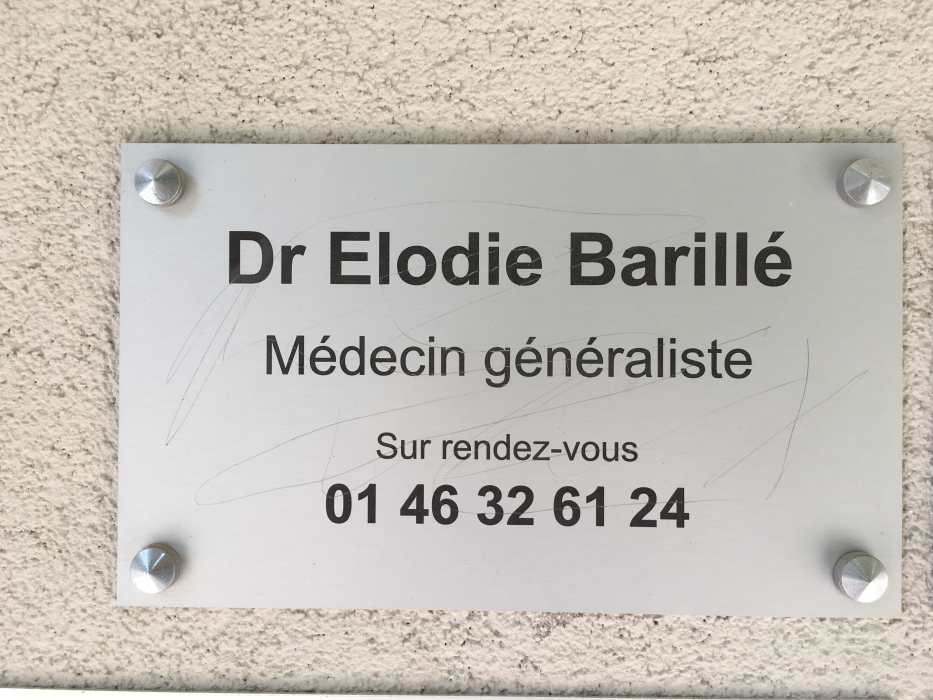 Dr Elodie Barillé
Médecin généraliste
Sur rendez-vous
01 46 32 61 24